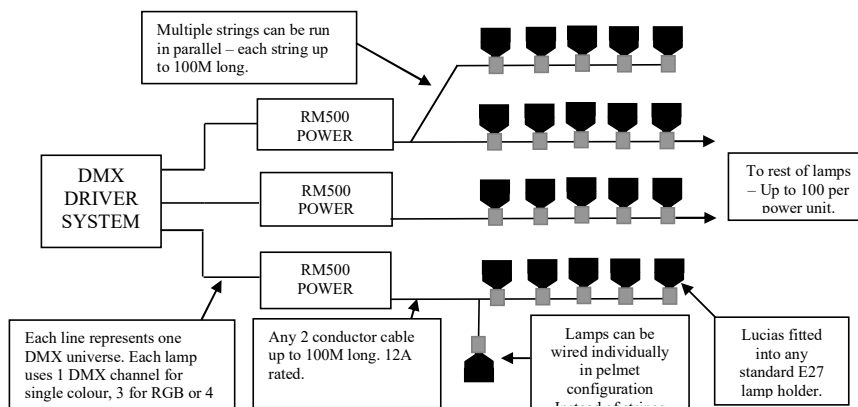 Multiple strings can be run
in parallel – each string up
to 100M long.
RM500
POWER
DMX
DRIVER
SYSTEM
RM500
POWER
To rest of lamps
– Up to 100 per
power unit.
RM500
POWER
Each line represents one
DMX universe. Each lamp
uses 1 DMX channel for
single colour, 3 for RGB or 4
Any 2 conductor cable
up to 100M long. 12A
rated.
Lamps can be
wired individually
in pelmet
configuration
Instead of strings
Lucias fitted
into any
standard E27
lamp holder.